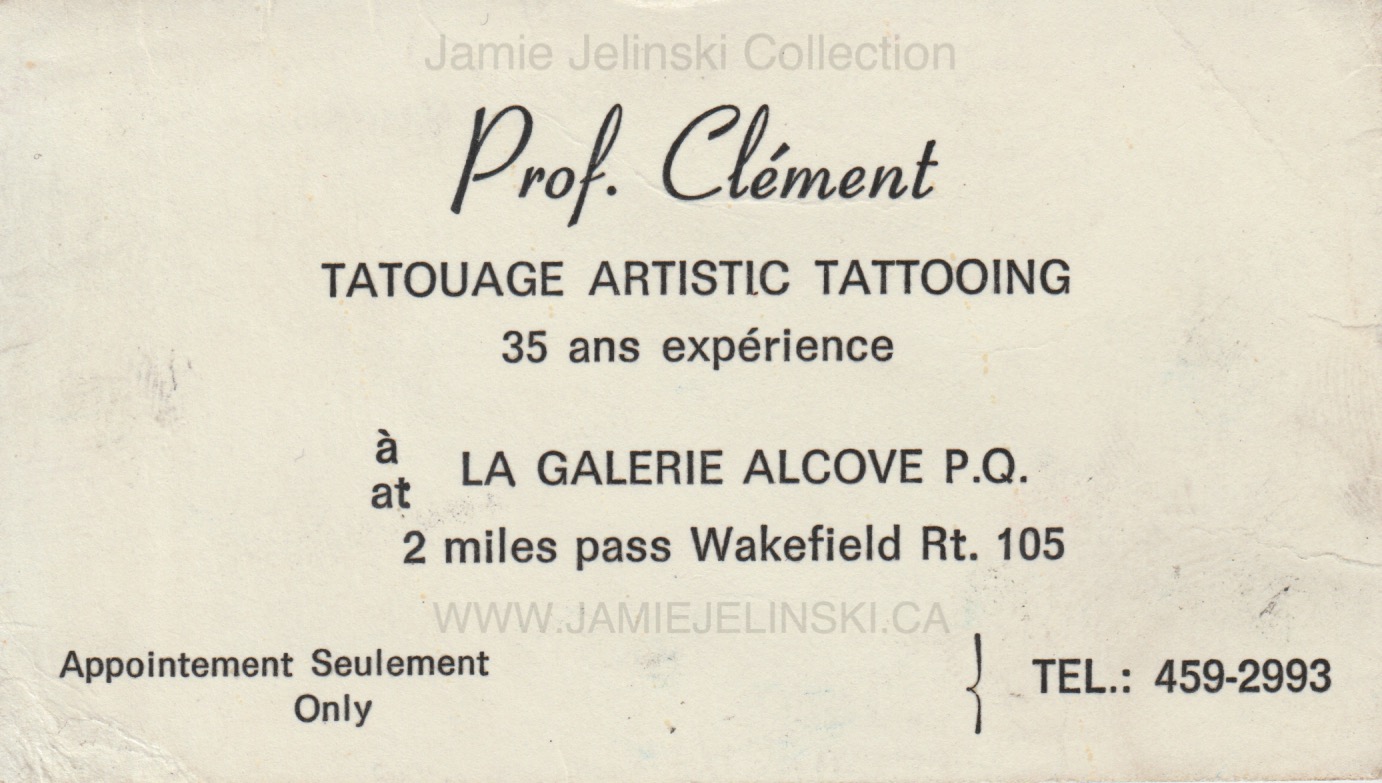 Jamie Jelinski Collection
Prof. Clément
TATOUAGE ARTISTIC TATTOOING
35 ans expérience
à
at
LA GALERIE ALCOVE P.Q.
2 miles pass Wakefield Rt. 105
WWW.JAMIEJELINSKI.CA
Appointement Seulement
Only
TEL.: 459-2993